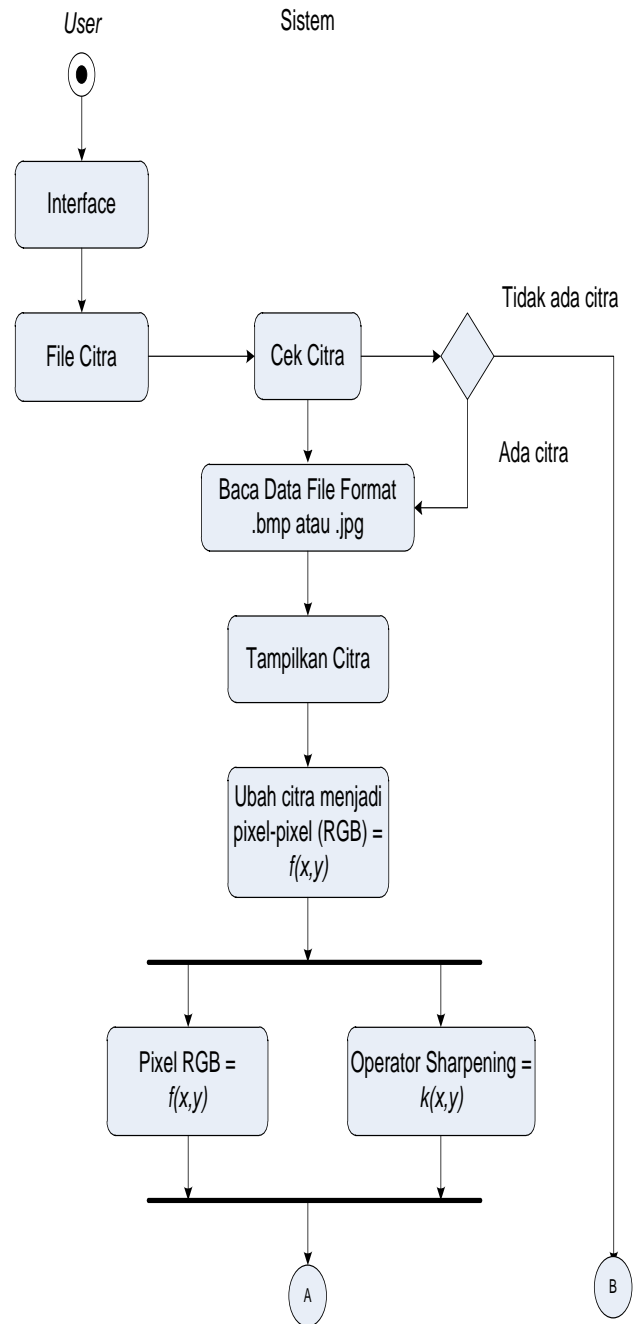 User
Sistem
Interface
Tidak ada citra
File Citra
Cek Citra
Ada citra
Baca Data File Format
.bmp atau .jpg
Tampilkan Citra
Ubah citra menjadi
pixel-pixel (RGB) =
f(x,y)
Pixel RGB =
f(x,y)
Operator Sharpening =
k(x,y)
A
B